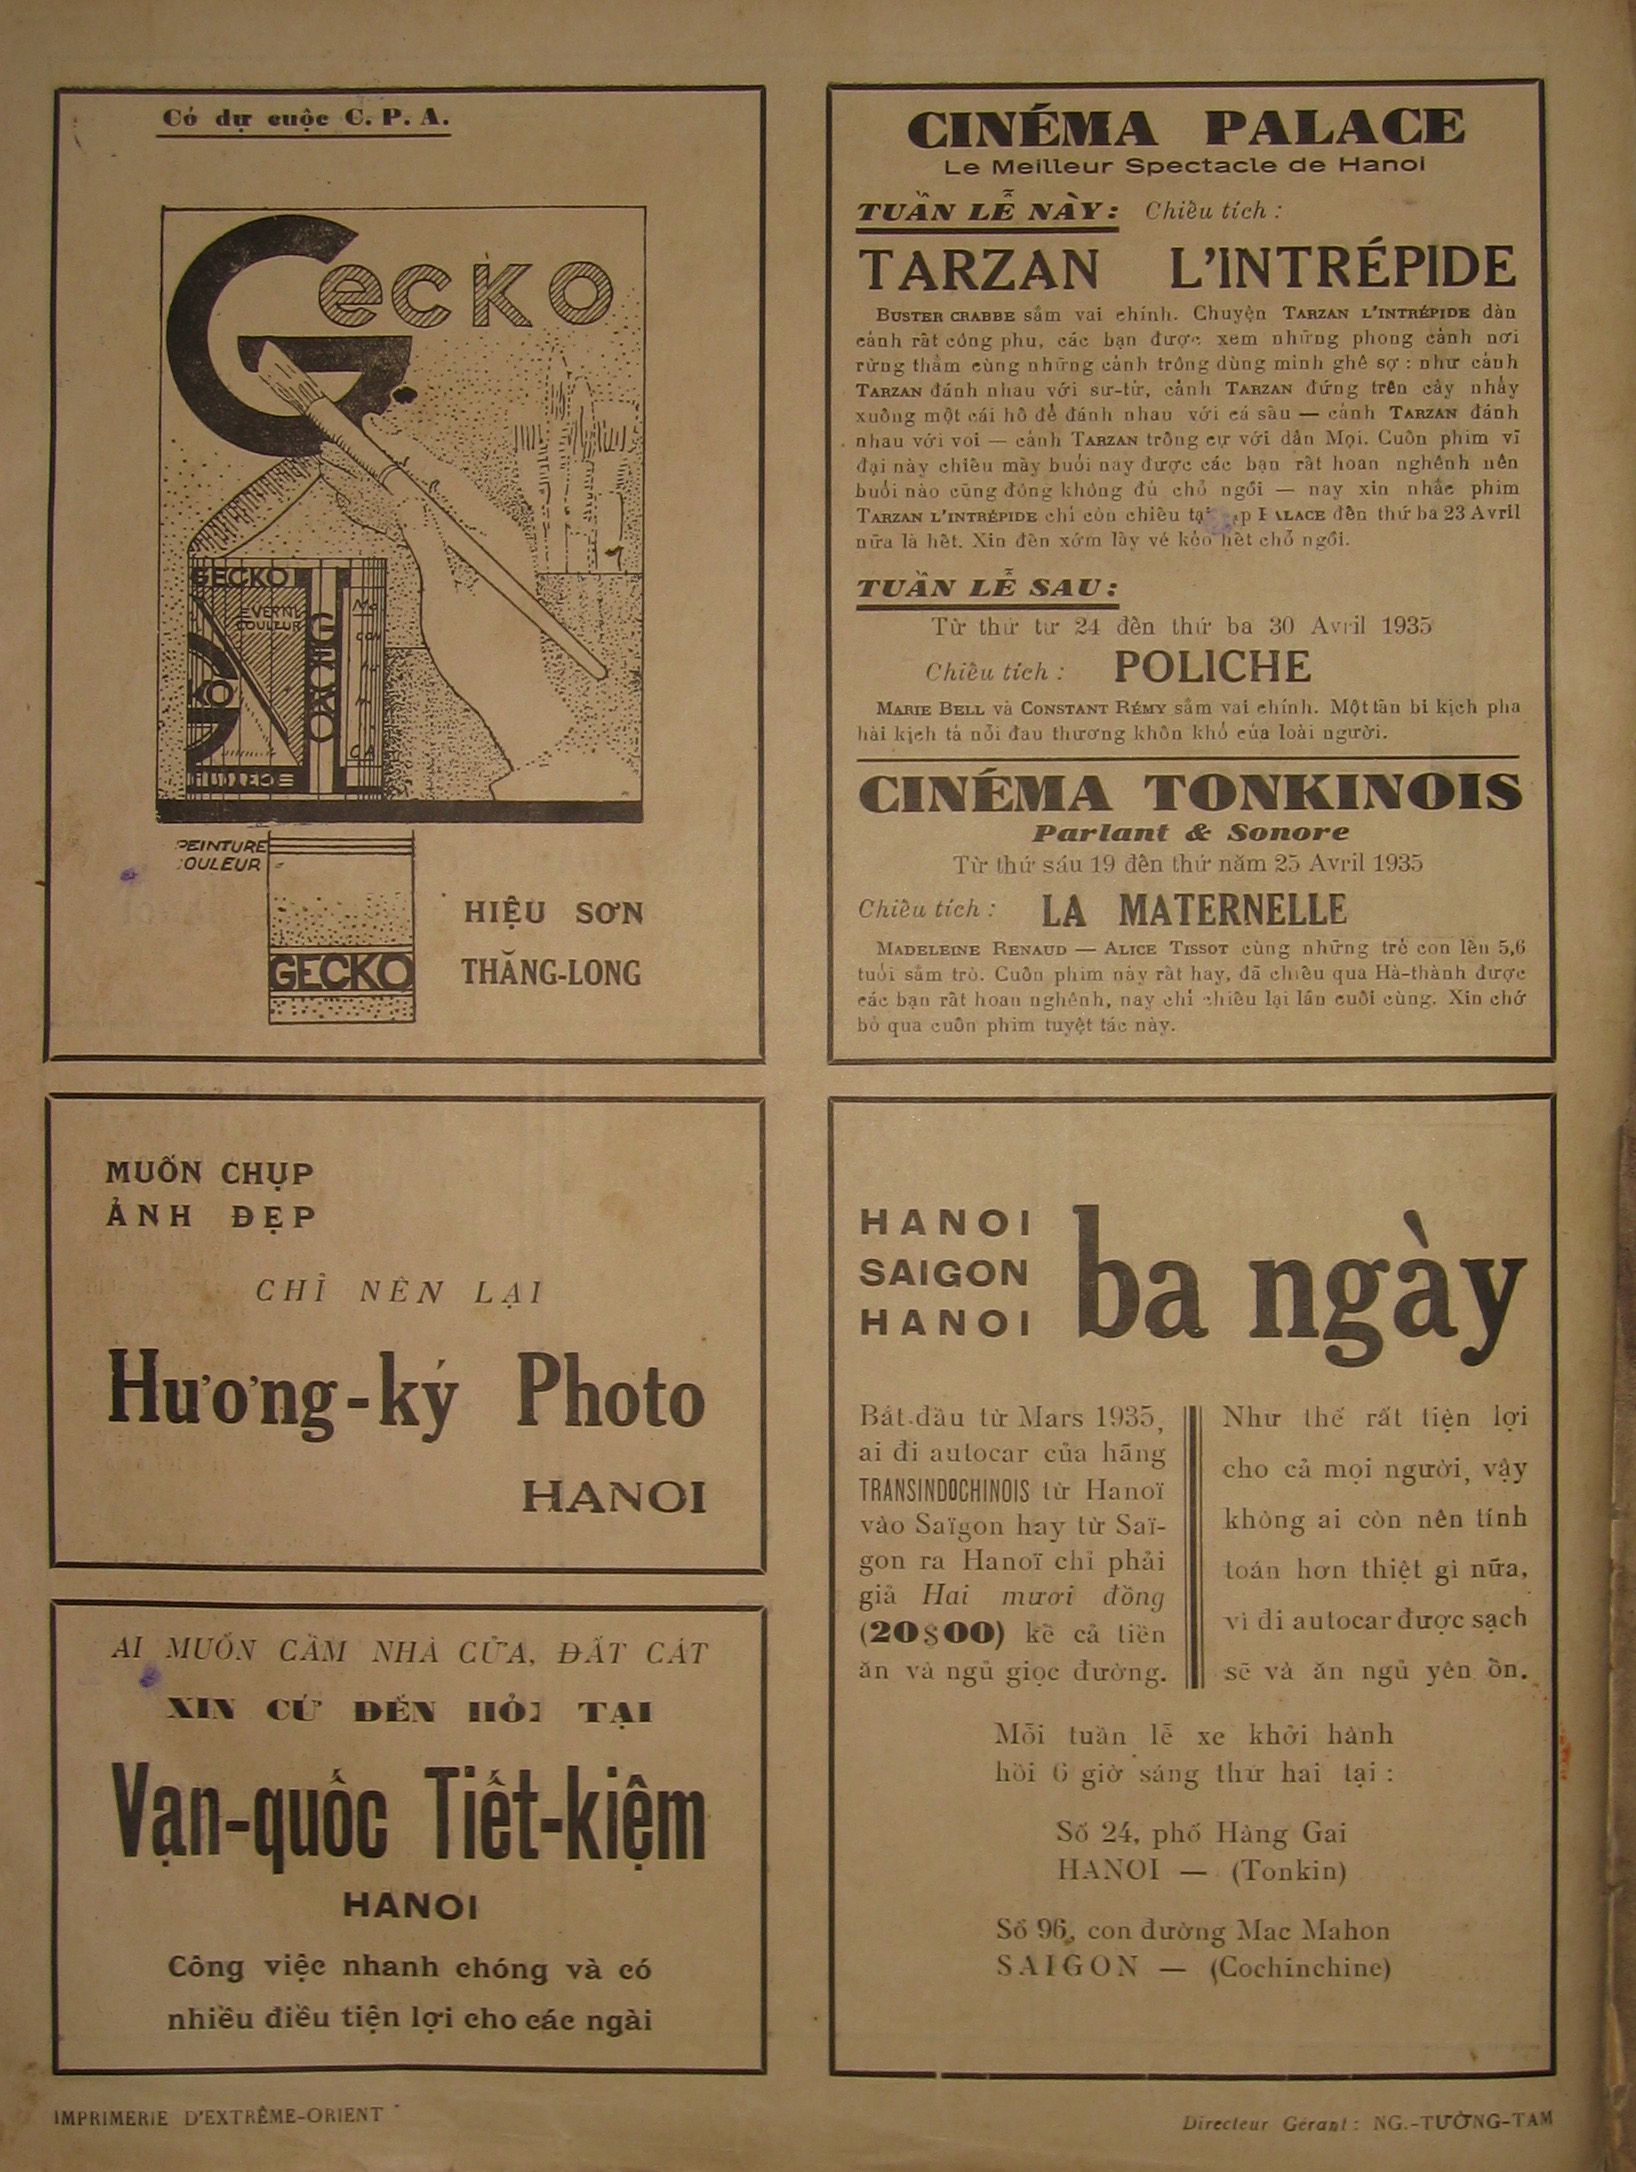 Có dự cuộc C. P. A.
GECKO
GECKO
VERNI
COULEUR
GECKO
KO
G
PEINTURE
COULEUR
GECKO
HIỆU SƠN
THĂNG-LONG
MUỐN CHỤP
ẢNH ĐẸP
CHỈ NÊN LẠI
Hương-ký Photo
HANOI
AI MUỐN CẦM NHÀ CỬA, ĐẤT CÁT
XIN CỨ ĐẾN HỎI TẠI
Vạn-quốc Tiết-kiệm
HANOI
Công việc nhanh chóng và có
nhiều điều tiện lợi cho các ngài
CINÉMA PALACE
Le Meilleur Spectacle de Hanoi
TUẦN LỄ NÀY: Chiếu tích :
TARZAN L'INTRÉPIDE
BUSTER CRABBE sắm vai chính. Chuyện TARZAN L'INTRÉPIDE dàn
cảnh rất công phu, các bạn được xem những phong cảnh nơi
rừng thẳm cùng những cảnh trông dùng mình ghê sợ : như cảnh
TARZAN đánh nhau với sư-tử, cảnh TARZAN đứng trên cây nhẩy
xuống một cái hồ để đánh nhau với cá sấu — cảnh TARZAN đánh
nhau với voi — cảnh TARZAN trống cự với dân Mọi. Cuốn phim vĩ
đại này chiếu mấy buổi nay được các bạn rất hoan nghênh nên
buổi nào cũng đông không đủ chỗ ngồi — nay xin nhắc phim
TARZAN L'INTRÉPIDE chỉ còn chiếu tại rạp PALACE đến thứ ba 23 Avril
nữa là hết. Xin đến xớm lấy vé kẻo hết chỗ ngồi.
TUẦN LỄ SAU:
Từ thứ tư 24 đến thứ ba 30 Avril 1935
Chiếu tích : POLICHE
MARIE BELL và CONSTANT RÉMY sắm vai chính. Một tấn bi kịch pha
hài kịch tả nỗi đau thương khôn khổ của loài người.
CINÉMA TONKINOIS
Parlant & Sonore
Từ thứ sáu 19 đến thứ năm 25 Avril 1935
Chiếu tích : LA MATERNELLE
MADELEINE RENAUD — ALICE TISSOT cùng những trẻ con lên 5,6
tuổi sắm trò. Cuốn phim này rất hay, đã chiếu qua Hà-thành được
các bạn rất hoan nghênh, nay chỉ chiếu lại lần cuối cùng. Xin chớ
bỏ qua cuốn phim tuyệt tác này.
HANOI
SAIGON
HANOI
ba ngày
Bắt đầu từ Mars 1935,
ai đi autocar của hãng
TRANSINDOCHINOIS từ Hanoï
vào Saïgon hay từ Saï-
gon ra Hanoï chỉ phải
giả Hai mươi đồng
(20$00) kể cả tiền
ăn và ngủ giọc đường.
Như thế rất tiện lợi
cho cả mọi người, vậy
không ai còn nên tính
toán hơn thiệt gì nữa,
vì đi autocar được sạch
sẽ và ăn ngủ yên ổn.
Mỗi tuần lễ xe khởi hành
hồi 6 giờ sáng thứ hai tại :
Số 24, phố Hàng Gai
HANOI — (Tonkin)
Số 96, con đường Mac Mahon
SAIGON — (Cochinchine)
IMPRIMERIE D'EXTRÊME-ORIENT
Directeur Gérant : NG.-TƯỜNG-TAM